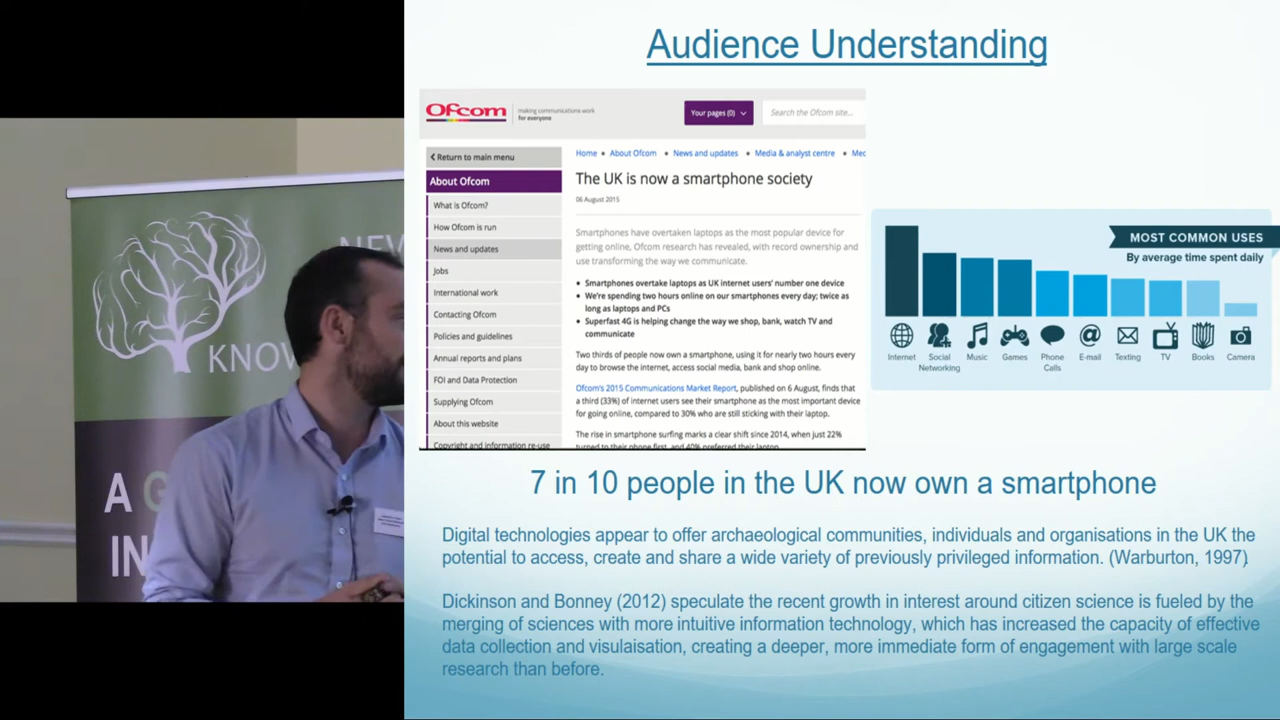 Audience Understanding
Ofcom
making communications work
for everyone
Your pages (0)
Search the Ofcom site...
Return to main menu
About Ofcom
What is Ofcom?
How Ofcom is run
News and updates
Jobs
International work
Contacting Ofcom
Policies and guidelines
Annual reports and plans
FOI and Data Protection
Supplying Ofcom
About this website
Copyright and information re-use
Home • About Ofcom • News and updates • Media & analyst centre • Mec
The UK is now a smartphone society
06 August 2015
Smartphones have overtaken laptops as the most popular device for
getting online, Ofcom research has revealed, with record ownership and
use transforming the way we communicate.
• Smartphones overtake laptops as UK internet users' number one device
• We're spending two hours online on our smartphones every day; twice as
long as laptops and PCs
• Superfast 4G is helping change the way we shop, bank, watch TV and
communicate
Two thirds of people now own a smartphone, using it for nearly two hours every
day to browse the internet, access social media, bank and shop online.
Ofcom's 2015 Communications Market Report, published on 6 August, finds that
a third (33%) of internet users see their smartphone as the most important device
for going online, compared to 30% who are still sticking with their laptop.
The rise in smartphone surfing marks a clear shift since 2014, when just 22%
turned to their phone first, and 40% preferred their laptop.
MOST COMMON USES
By average time spent daily
Internet
Social
Networking
Music
Games
Phone
Calls
E-mail
Texting
TV
Books
Camera
7 in 10 people in the UK now own a smartphone
Digital technologies appear to offer archaeological communities, individuals and organisations in the UK the
potential to access, create and share a wide variety of previously privileged information. (Warburton, 1997)
Dickinson and Bonney (2012) speculate the recent growth in interest around citizen science is fueled by the
merging of sciences with more intuitive information technology, which has increased the capacity of effective
data collection and visulaisation, creating a deeper, more immediate form of engagement with large scale
research than before.
KNOW
A G
IN